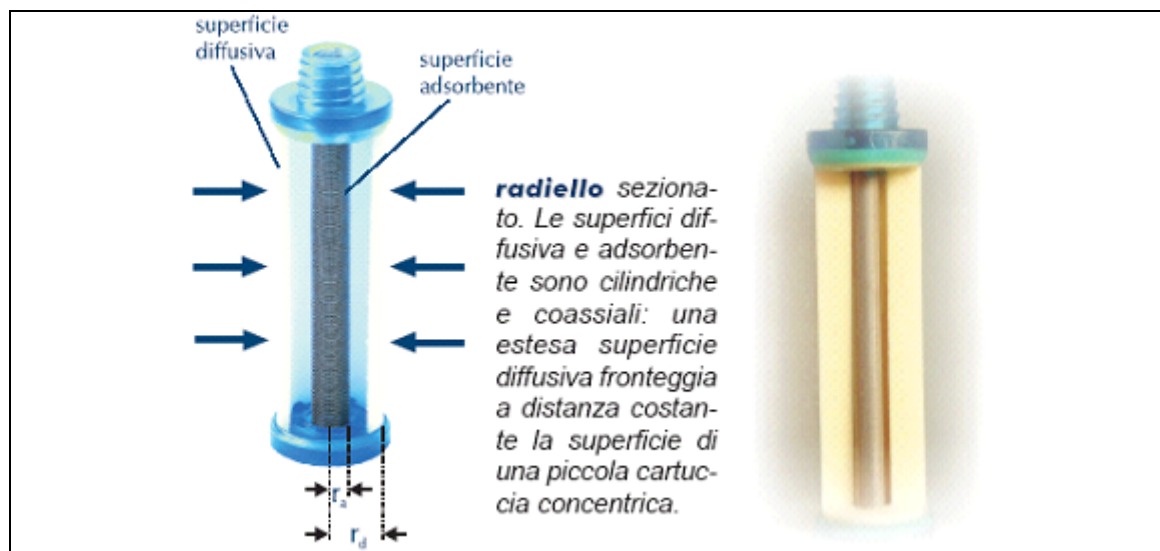 superficie
diffusiva
superficie
adsorbente
radiello seziona-
to. Le superfici dif-
fusiva e adsorben-
te sono cilindriche
e coassiali: una
estesa superficie
diffusiva fronteggia
a distanza costan-
te la superficie di
una piccola cartuc-
cia concentrica.
ra
rd